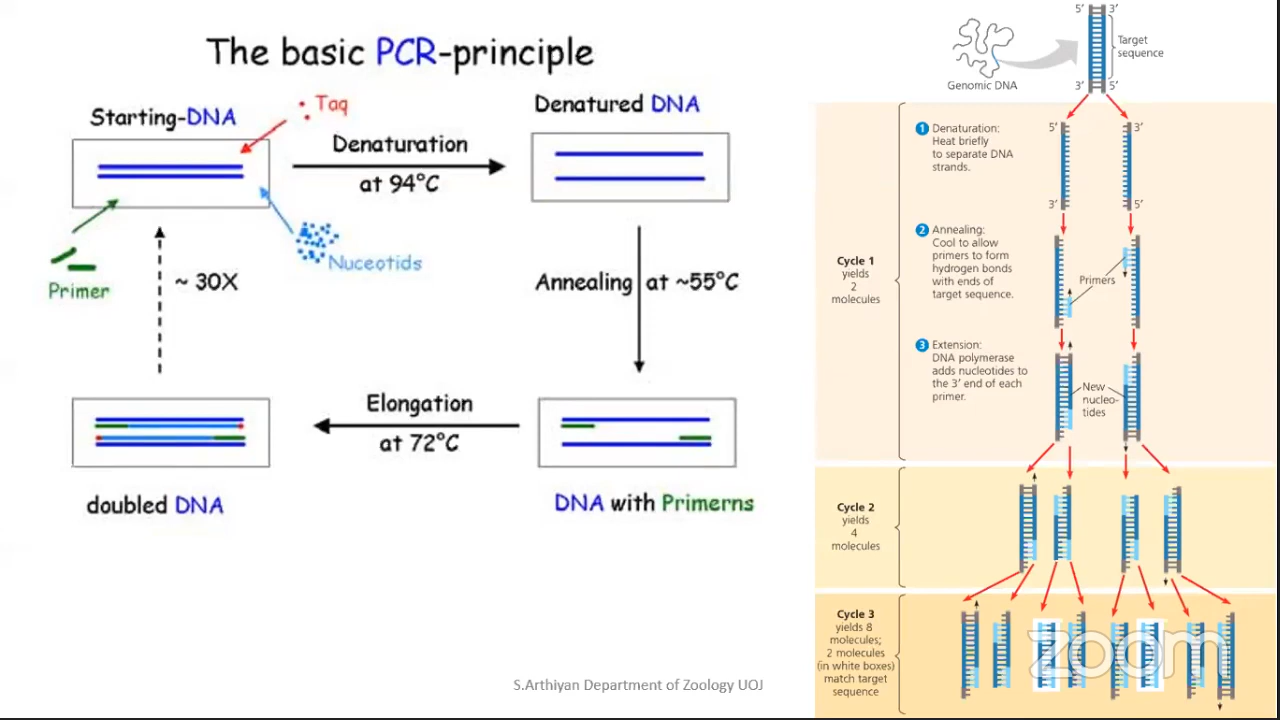 The basic PCR-principle
Starting-DNA
Taq
Denaturation
at 94°C
Denatured DNA
Primer
~ 30X
Nuceotids
Annealing at ~55°C
Elongation
at 72°C
doubled DNA
DNA with Primerns
S.Arthiyan Department of Zoology UOJ
5' 3'
Target
sequence
Genomic DNA
3' 5'
Cycle 1
yields
2
molecules
1 Denaturation:
Heat briefly
to separate DNA
strands.
5' 3'
3' 5'
2 Annealing:
Cool to allow
primers to form
hydrogen bonds
with ends of
target sequence.
Primers
3 Extension:
DNA polymerase
adds nucleotides to
the 3' end of each
primer.
New
nucleo-
tides
Cycle 2
yields
4
molecules
Cycle 3
yields 8
molecules;
2 molecules
(in white boxes)
match target
sequence
zoom